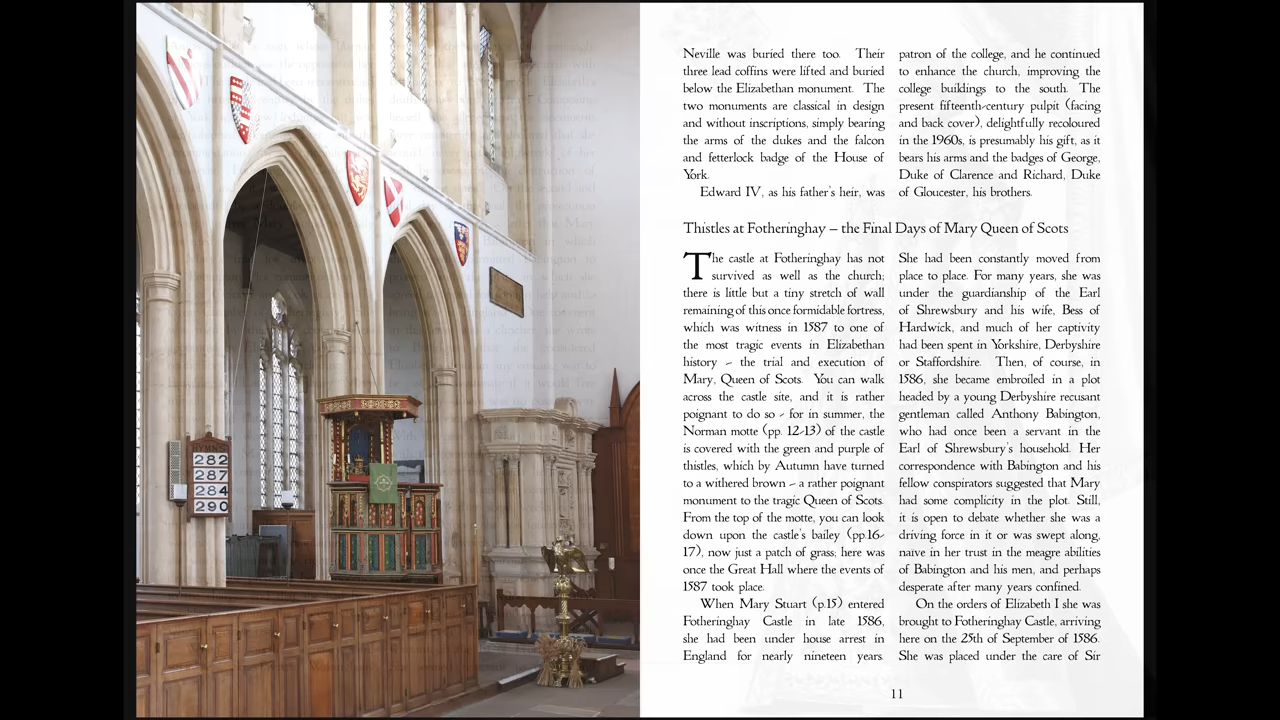 HYMNS
282
287
284
290
Neville was buried there too. Their
three lead coffins were lifted and buried
below the Elizabethan monument. The
two monuments are classical in design
and without inscriptions, simply bearing
the arms of the dukes and the falcon
and fetterlock badge of the House of
York.
Edward IV, as his father's heir, was
patron of the college, and he continued
to enhance the church, improving the
college buildings to the south. The
present fifteenth-century pulpit (facing
and back cover), delightfully recoloured
in the 1960s, is presumably his gift, as it
bears his arms and the badges of George,
Duke of Clarence and Richard, Duke
of Gloucester, his brothers.
Thistles at Fotheringhay – the Final Days of Mary Queen of Scots
The castle at Fotheringhay has not
survived as well as the church;
there is little but a tiny stretch of wall
remaining of this once formidable fortress,
which was witness in 1587 to one of
the most tragic events in Elizabethan
history - the trial and execution of
Mary, Queen of Scots. You can walk
across the castle site, and it is rather
poignant to do so - for in summer, the
Norman motte (pp. 12-13) of the castle
is covered with the green and purple of
thistles, which by Autumn have turned
to a withered brown - a rather poignant
monument to the tragic Queen of Scots.
From the top of the motte, you can look
down upon the castle's bailey (pp.16-
17), now just a patch of grass; here was
once the Great Hall where the events of
1587 took place.
When Mary Stuart (p.15) entered
Fotheringhay Castle in late 1586,
she had been under house arrest in
England for nearly nineteen years.
She had been constantly moved from
place to place. For many years, she was
under the guardianship of the Earl
of Shrewsbury and his wife, Bess of
Hardwick, and much of her captivity
had been spent in Yorkshire, Derbyshire
or Staffordshire. Then, of course, in
1586, she became embroiled in a plot
headed by a young Derbyshire recusant
gentleman called Anthony Babington,
who had once been a servant in the
Earl of Shrewsbury's household. Her
correspondence with Babington and his
fellow conspirators suggested that Mary
had some complicity in the plot. Still,
it is open to debate whether she was a
driving force in it or was swept along,
naive in her trust in the meagre abilities
of Babington and his men, and perhaps
desperate after many years confined.
On the orders of Elizabeth I she was
brought to Fotheringhay Castle, arriving
here on the 25th of September of 1586.
She was placed under the care of Sir
11